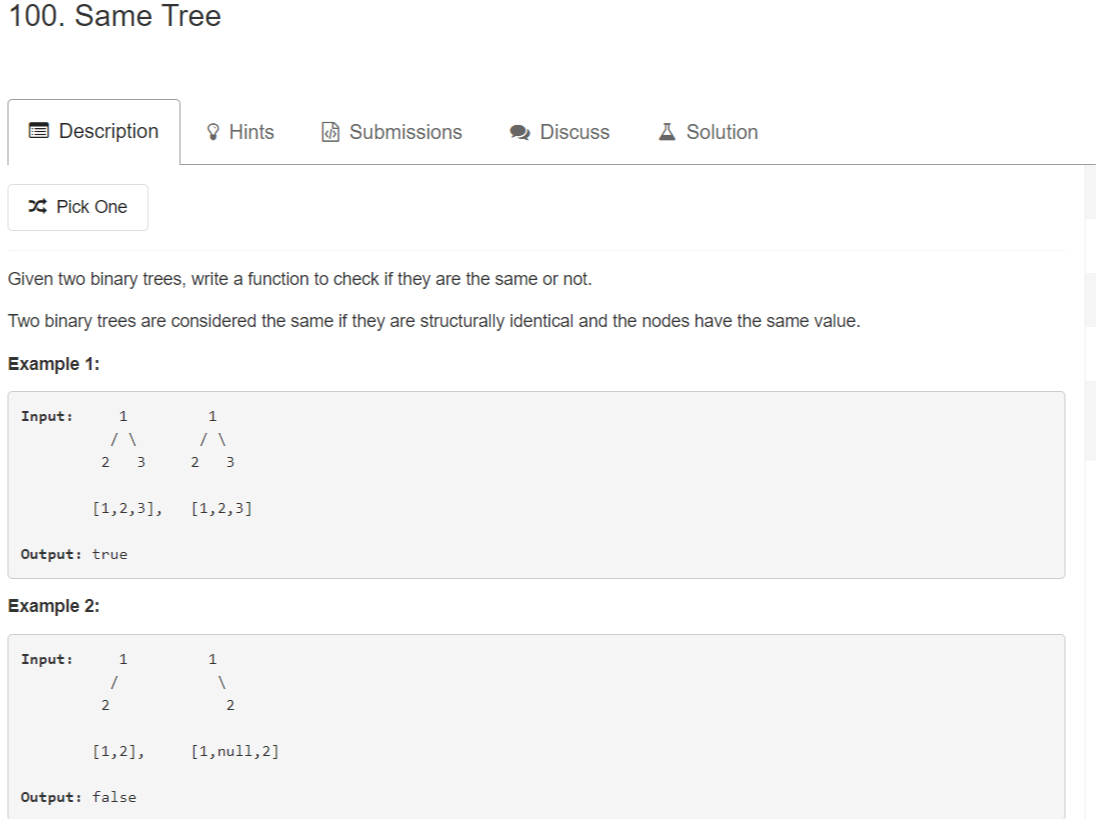 100. Same Tree
Description Hints Submissions Discuss Solution
Pick One
Given two binary trees, write a function to check if they are the same or not.
Two binary trees are considered the same if they are structurally identical and the nodes have the same value.
Example 1:
Input:     1         1
          / \       / \
         2   3     2   3
         [1,2,3],   [1,2,3]
Output: true
Example 2:
Input:     1         1
          /           \
         2             2
         [1,2],     [1,null,2]
Output: false